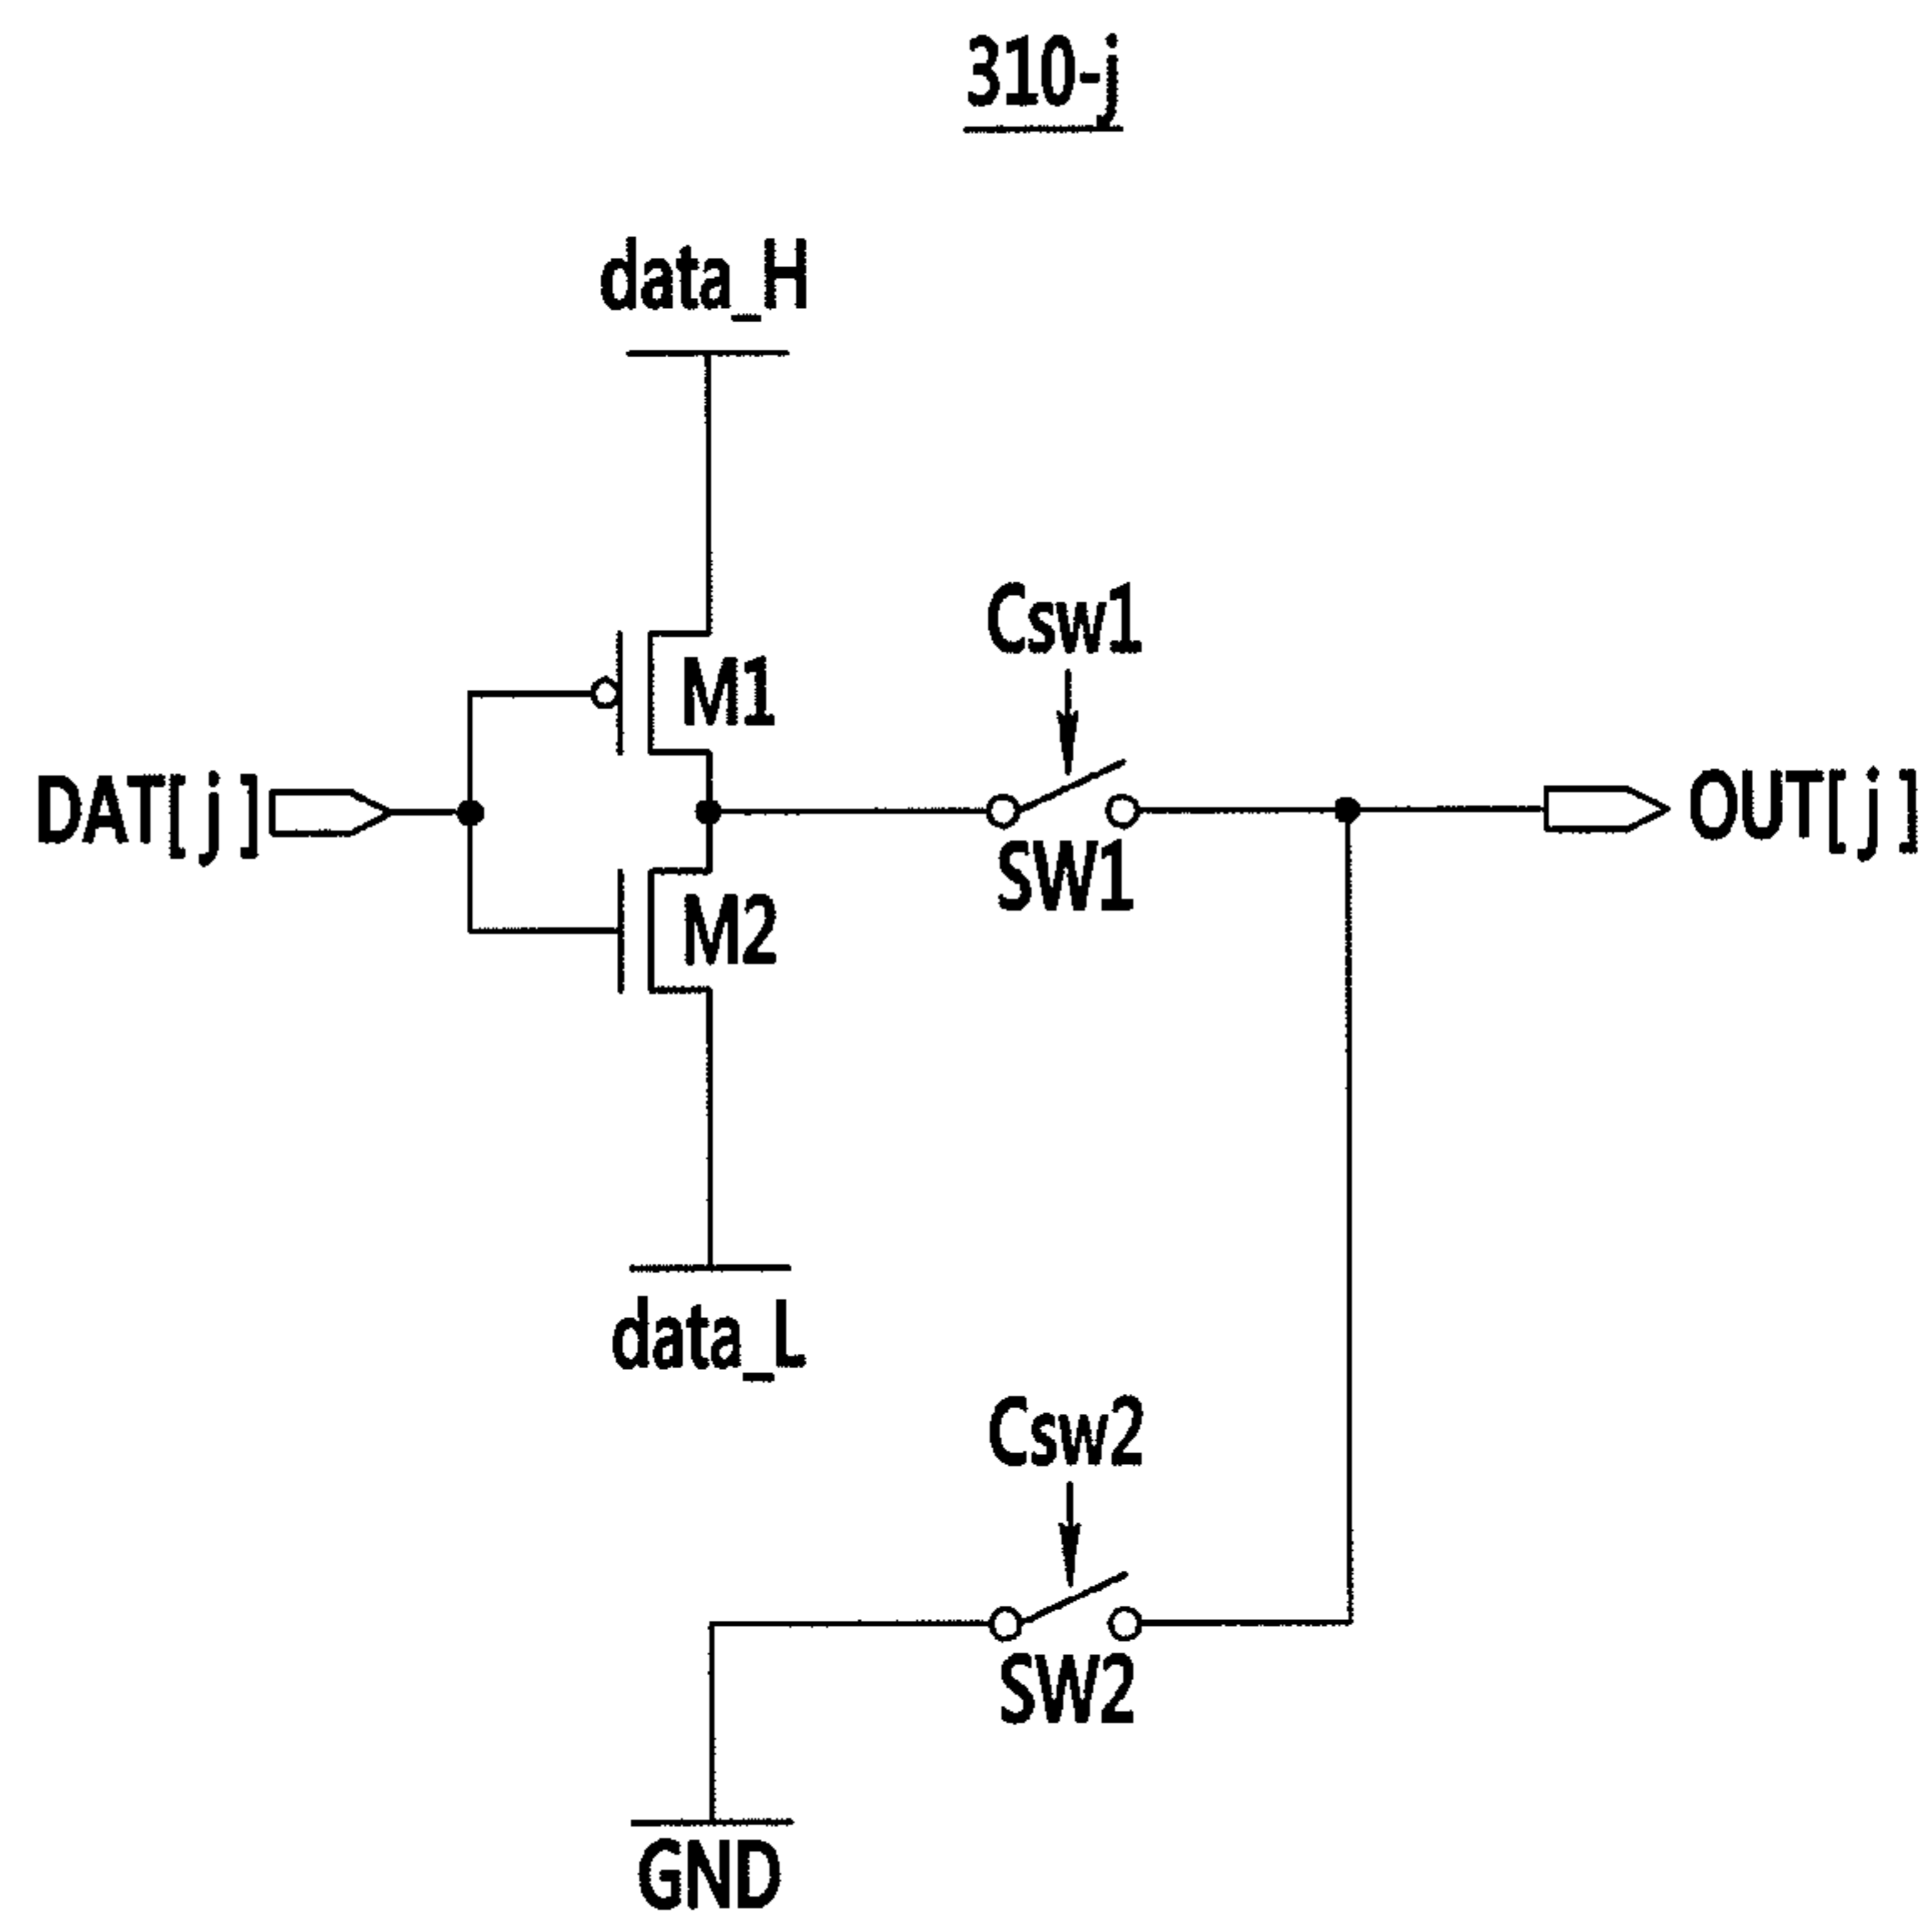 310-j
data_H
Csw1
M1
DAT[j]
OUT[j]
SW1
M2
data_L
Csw2
SW2
GND